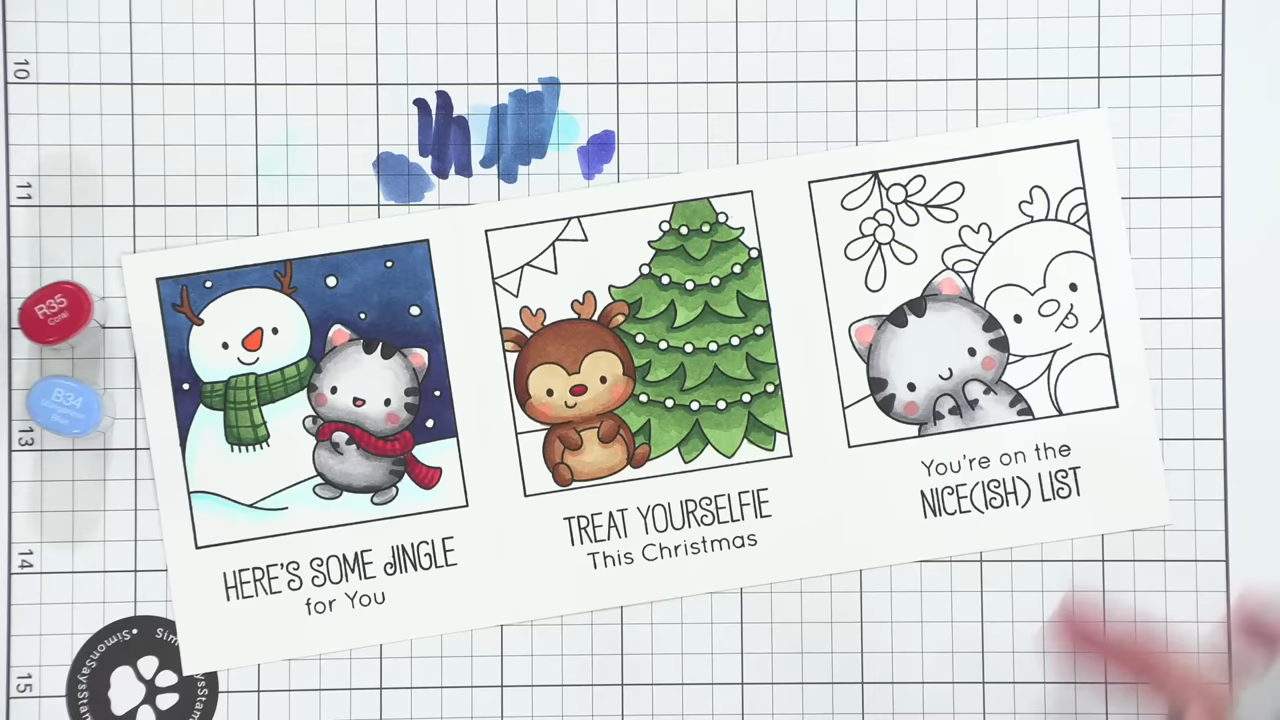 10
11
13
14
15
R35
Coral
B34
HERE'S SOME JINGLE
for You
TREAT YOURSELFIE
This Christmas
You're on the
NICE(ISH) LIST
SimonSaysStam